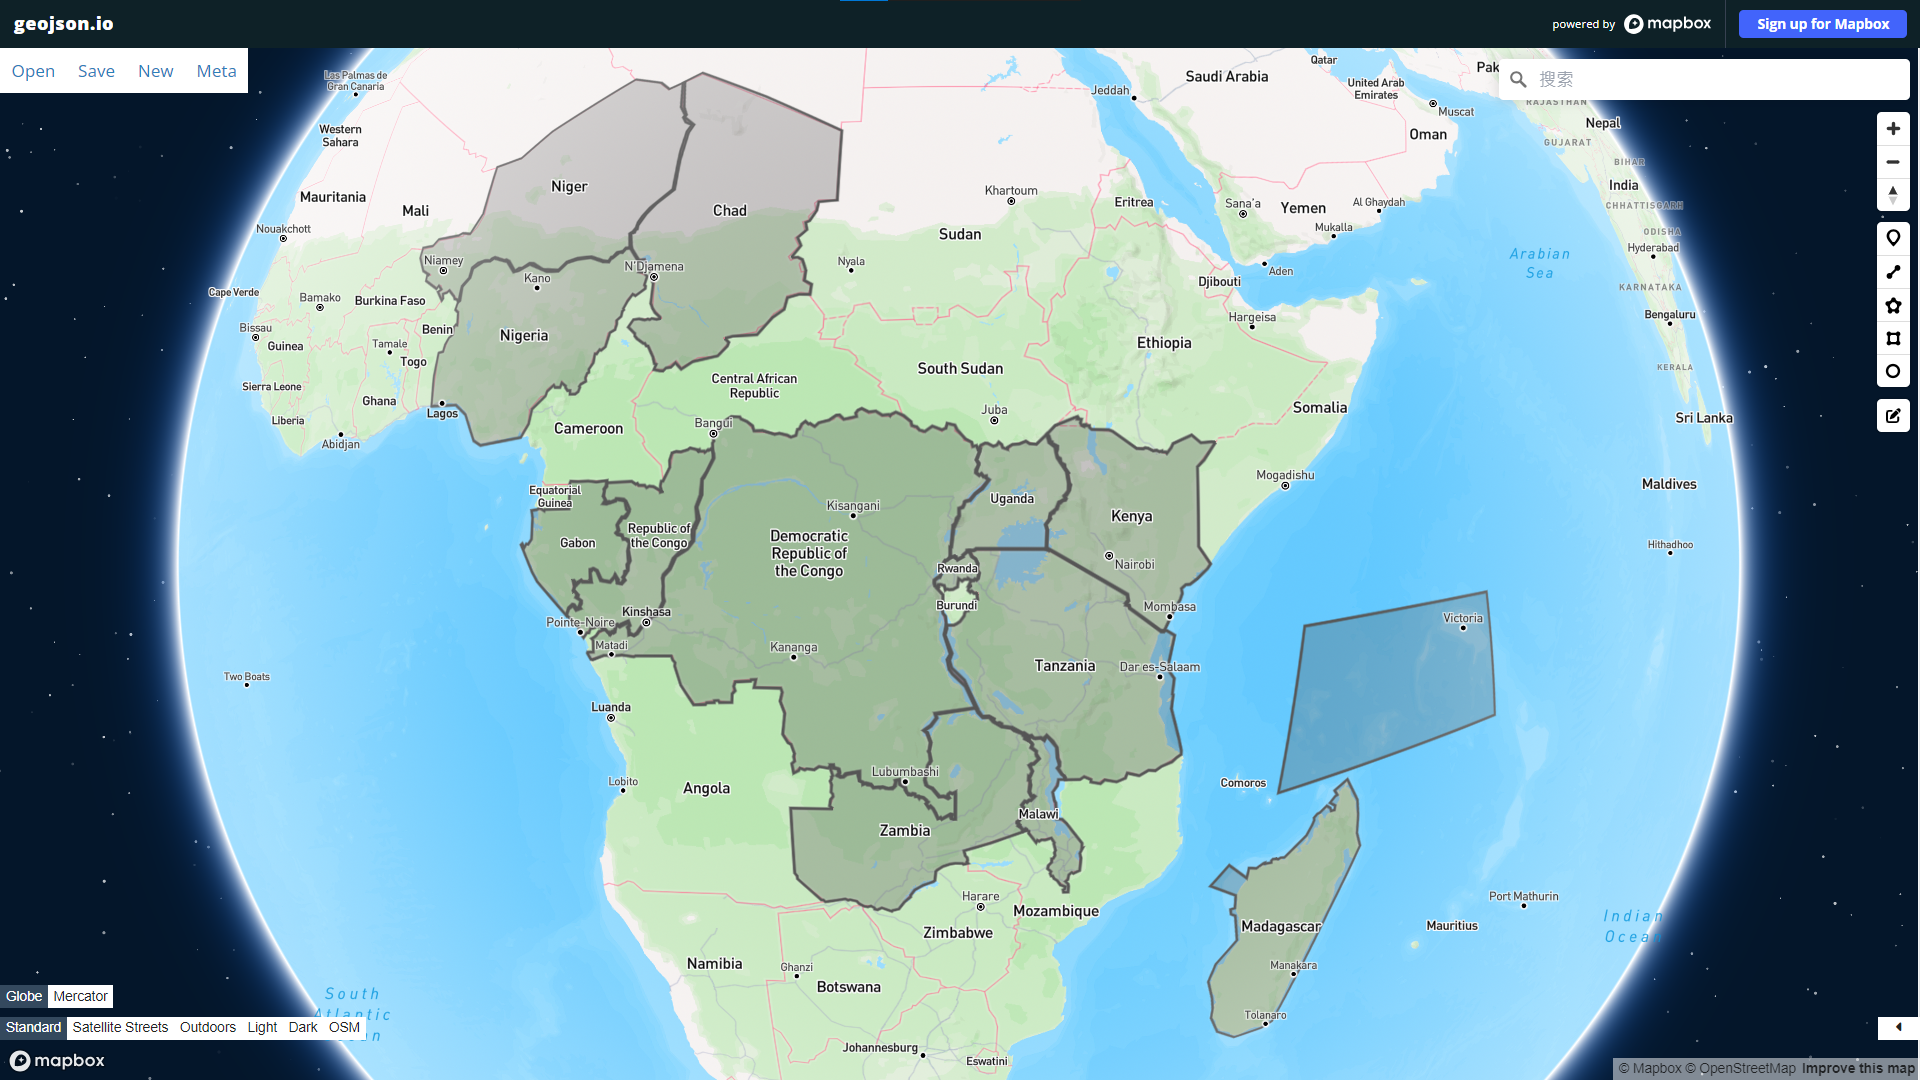 geojson.io
powered by mapbox
Sign up for Mapbox
Open Save New Meta
搜索
Las Palmas de
Gran Canaria
Western
Sahara
Mauritania
Mali
Nouakchott
Niger
Chad
Niamey
Kano
N'Djamena
Cape Verde
Bamako
Burkina Faso
Bissau
Guinea
Benin
Tamale
Togo
Nigeria
Sierra Leone
Ghana
Liberia
Lagos
Abidjan
Jeddah
Saudi Arabia
Qatar
United Arab
Emirates
Muscat
Oman
Pak
RAJASTHAN
Nepal
GUJARAT
BIHAR
India
CHHATTISGARH
ODISHA
Hyderabad
KARNATAKA
Bengaluru
KERALA
Sri Lanka
Maldives
Hithadhoo
Arabian
Sea
Khartoum
Eritrea
Sana'a
Yemen
Al Ghaydah
Mukalla
Sudan
Nyala
Aden
Djibouti
Hargeisa
Ethiopia
South Sudan
Central African
Republic
Somalia
Juba
Bangui
Cameroon
Mogadishu
Equatorial
Guinea
Kisangani
Uganda
Kenya
Republic of
the Congo
Gabon
Democratic
Republic of
the Congo
Nairobi
Rwanda
Burundi
Mombasa
Kinshasa
Pointe-Noire
Matadi
Kananga
Tanzania
Dar es-Salaam
Victoria
Two Boats
Luanda
Lobito
Angola
Lubumbashi
Comoros
Malawi
Zambia
Harare
Mozambique
Zimbabwe
Madagascar
Manakara
Tolanaro
Port Mathurin
Mauritius
Indian
Ocean
Namibia
Ghanzi
Botswana
Johannesburg
Eswatini
South
Atlantic
Globe Mercator
Standard Satellite Streets Outdoors Light Dark OSM
mapbox
© Mapbox © OpenStreetMap Improve this map